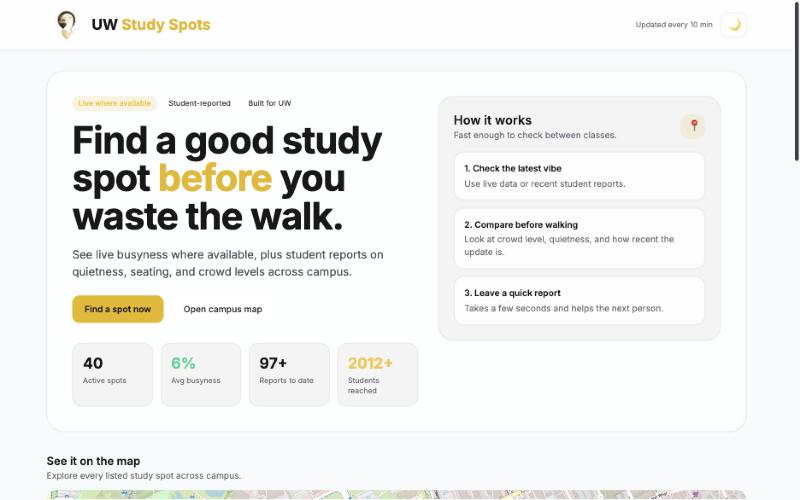 UW Study Spots
Updated every 10 min
Live where available
Student-reported
Built for UW
Find a good study
spot before you
waste the walk.
See live busyness where available, plus student reports on
quietness, seating, and crowd levels across campus.
Find a spot now
Open campus map
40
Active spots
6%
Avg busyness
97+
Reports to date
2012+
Students
reached
How it works
Fast enough to check between classes.
1. Check the latest vibe
Use live data or recent student reports.
2. Compare before walking
Look at crowd level, quietness, and how recent the
update is.
3. Leave a quick report
Takes a few seconds and helps the next person.
See it on the map
Explore every listed study spot across campus.